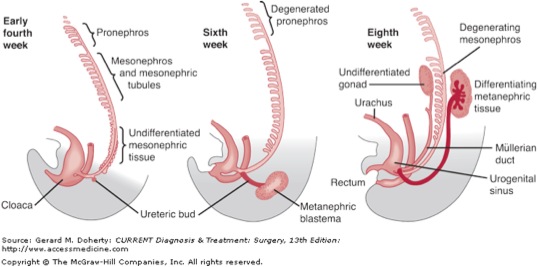 Early
fourth
week
Pronephros
Mesonephros
and mesonephric
tubules
Undifferentiated
mesonephric
tissue
Cloaca
Ureteric bud
Sixth
week
Degenerated
pronephros
Metanephric
blastema
Eighth
week
Degenerating
mesonephros
Undifferentiated
gonad
Urachus
Differentiating
metanephric
tissue
Müllerian
duct
Rectum
Urogenital
sinus
Source: Gerard M. Doherty: CURRENT Diagnosis & Treatment: Surgery, 13th Edition:
http://www.accessmedicine.com
Copyright © The McGraw-Hill Companies, Inc. All rights reserved.